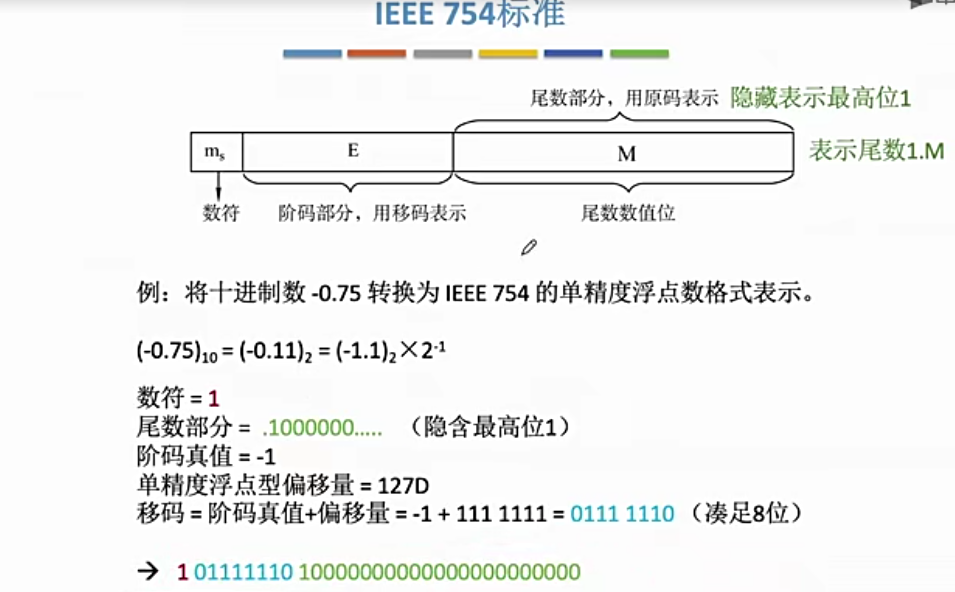 IEEE 754标准
尾数部分，用原码表示 隐藏表示最高位1
mₛ E M 表示尾数1.M
数符 阶码部分，用移码表示 尾数数值位
例：将十进制数 -0.75 转换为 IEEE 754 的单精度浮点数格式表示。
(-0.75)₁₀ = (-0.11)₂ = (-1.1)₂×2⁻¹
数符 = 1
尾数部分 = .1000000..... （隐含最高位1）
阶码真值 = -1
单精度浮点型偏移量 = 127D
移码 = 阶码真值+偏移量 = -1 + 111 1111 = 0111 1110 （凑足8位）
→ 1 01111110 10000000000000000000000